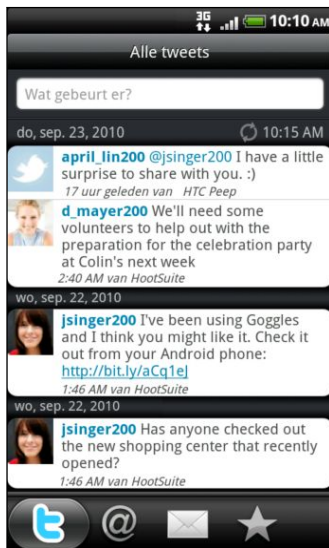 3G 10:10 AM
Alle tweets
Wat gebeurt er?
do, sep. 23, 2010 10:15 AM
april_lin200 @jsinger200 I have a little
surprise to share with you. :)
17 uur geleden van HTC Peep
d_mayer200 We'll need some
volunteers to help out with the
preparation for the celebration party
at Colin's next week
2:40 AM van HootSuite
wo, sep. 22, 2010
jsinger200 I've been using Goggles
and I think you might like it. Check it
out from your Android phone:
http://bit.ly/aCq1eJ
1:46 AM van HootSuite
wo, sep. 22, 2010
jsinger200 Has anyone checked out
the new shopping center that recently
opened?
1:46 AM van HootSuite